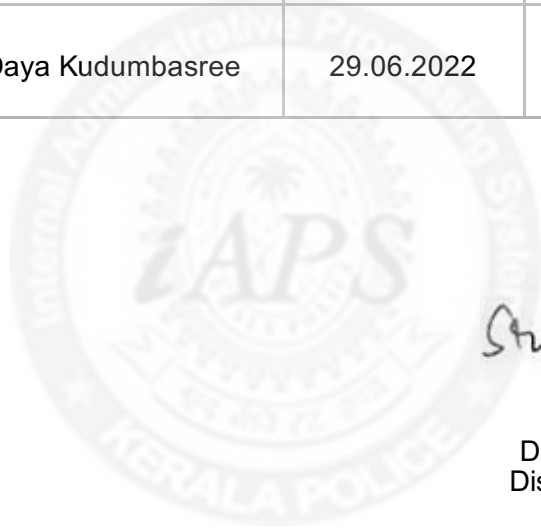 Daya Kudumbasree 29.06.2022
Internal Administrative Processing System
iAPS
KERALA POLICE
D
Dis